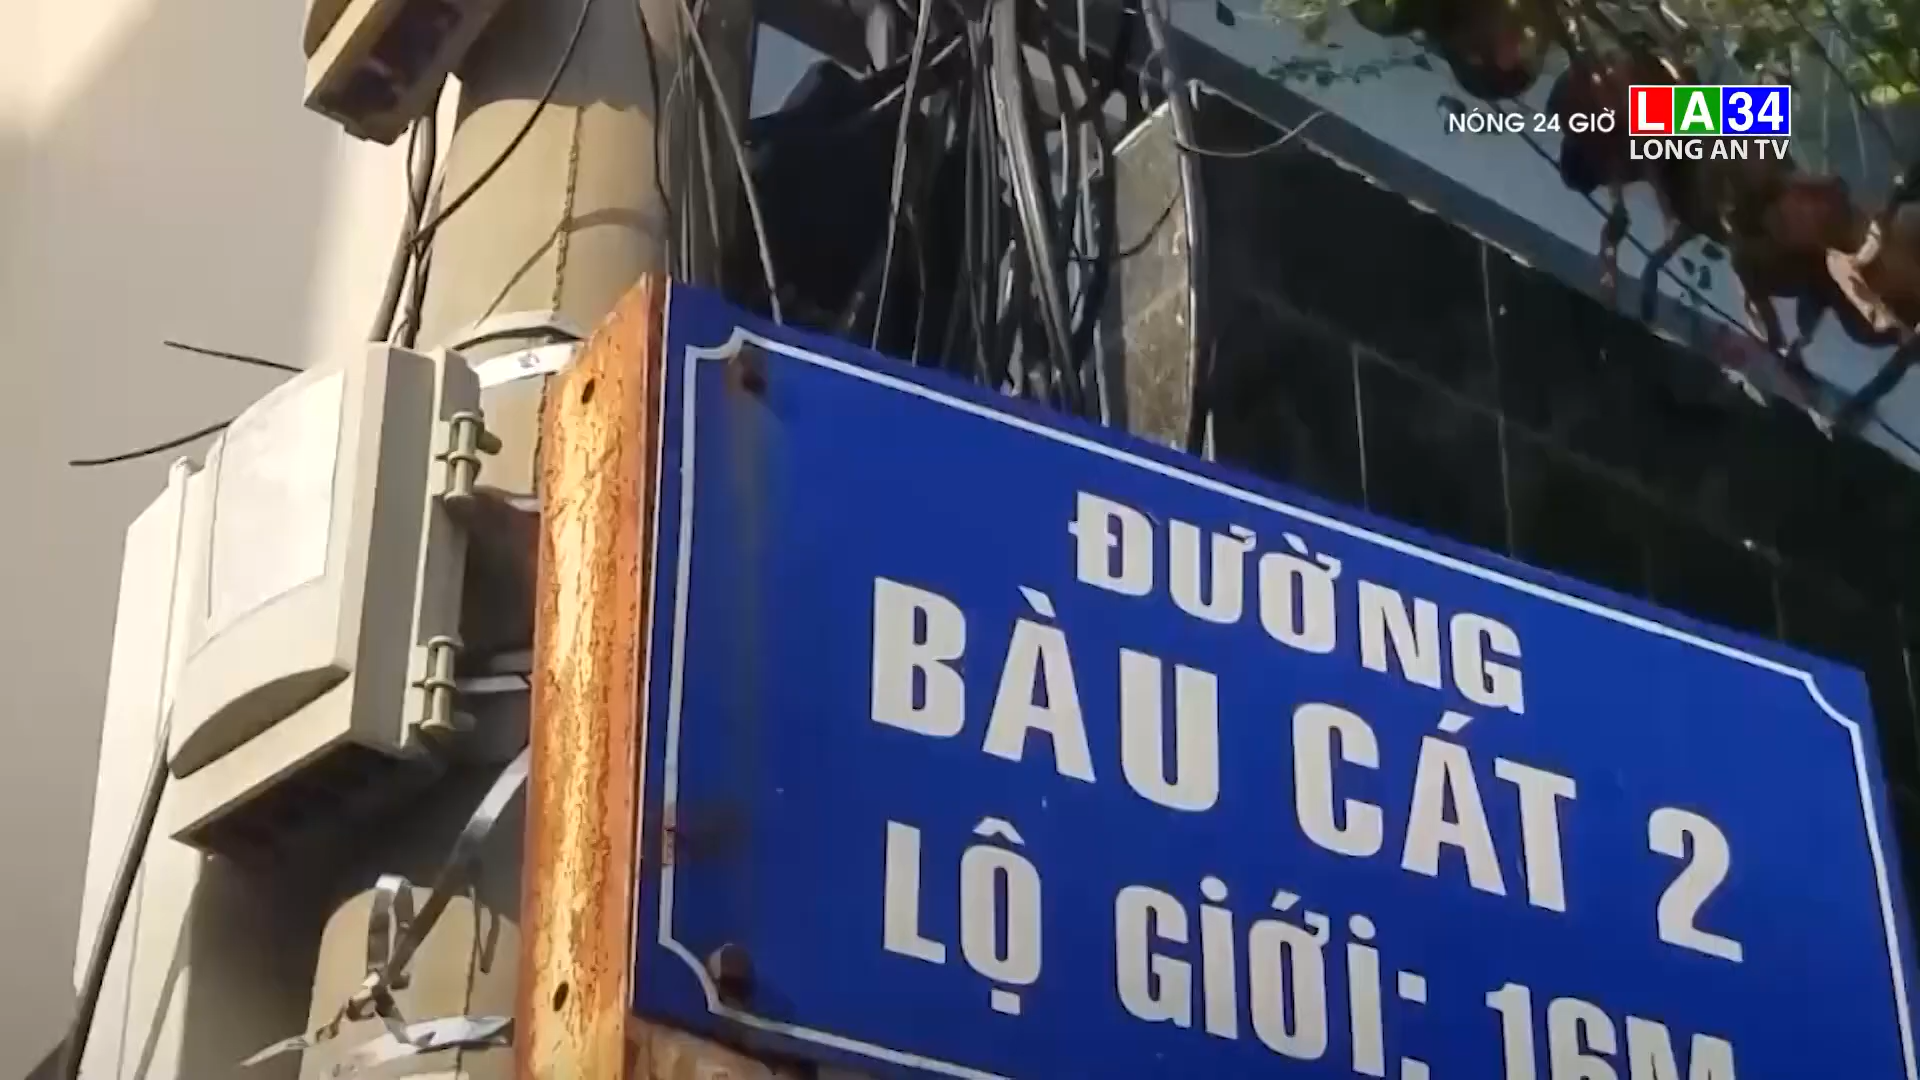 NÓNG 24 GIỜ LA34
LONG AN TV
ĐƯỜNG
BÀU CÁT 2
LỘ GIỚI: 16M